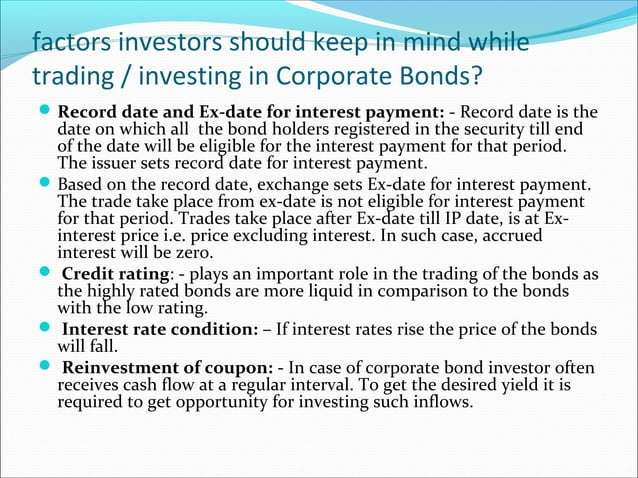 factors investors should keep in mind while
trading / investing in Corporate Bonds?
Record date and Ex-date for interest payment: - Record date is the
date on which all the bond holders registered in the security till end
of the date will be eligible for the interest payment for that period.
The issuer sets record date for interest payment.
Based on the record date, exchange sets Ex-date for interest payment.
The trade take place from ex-date is not eligible for interest payment
for that period. Trades take place after Ex-date till IP date, is at Ex-
interest price i.e. price excluding interest. In such case, accrued
interest will be zero.
Credit rating: - plays an important role in the trading of the bonds as
the highly rated bonds are more liquid in comparison to the bonds
with the low rating.
Interest rate condition: – If interest rates rise the price of the bonds
will fall.
Reinvestment of coupon: - In case of corporate bond investor often
receives cash flow at a regular interval. To get the desired yield it is
required to get opportunity for investing such inflows.